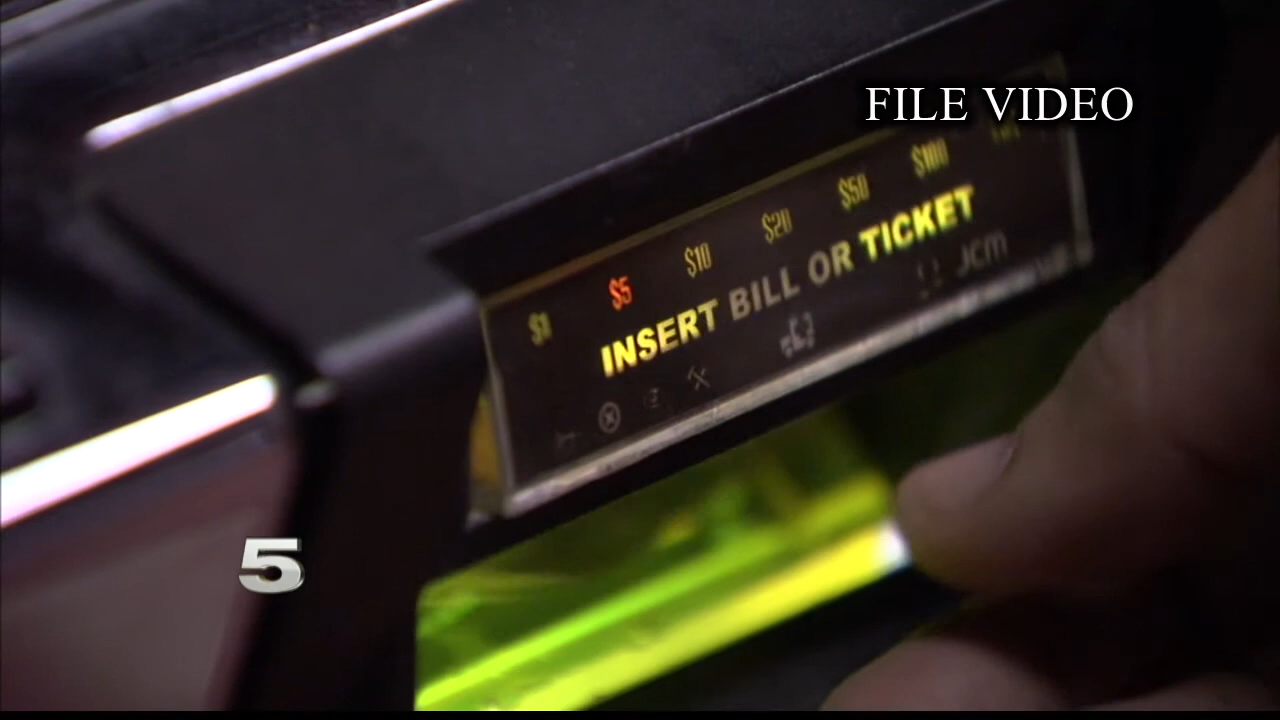 FILE VIDEO
$1 $5 $10 $20 $50 $100
INSERT BILL OR TICKET
JCM
5